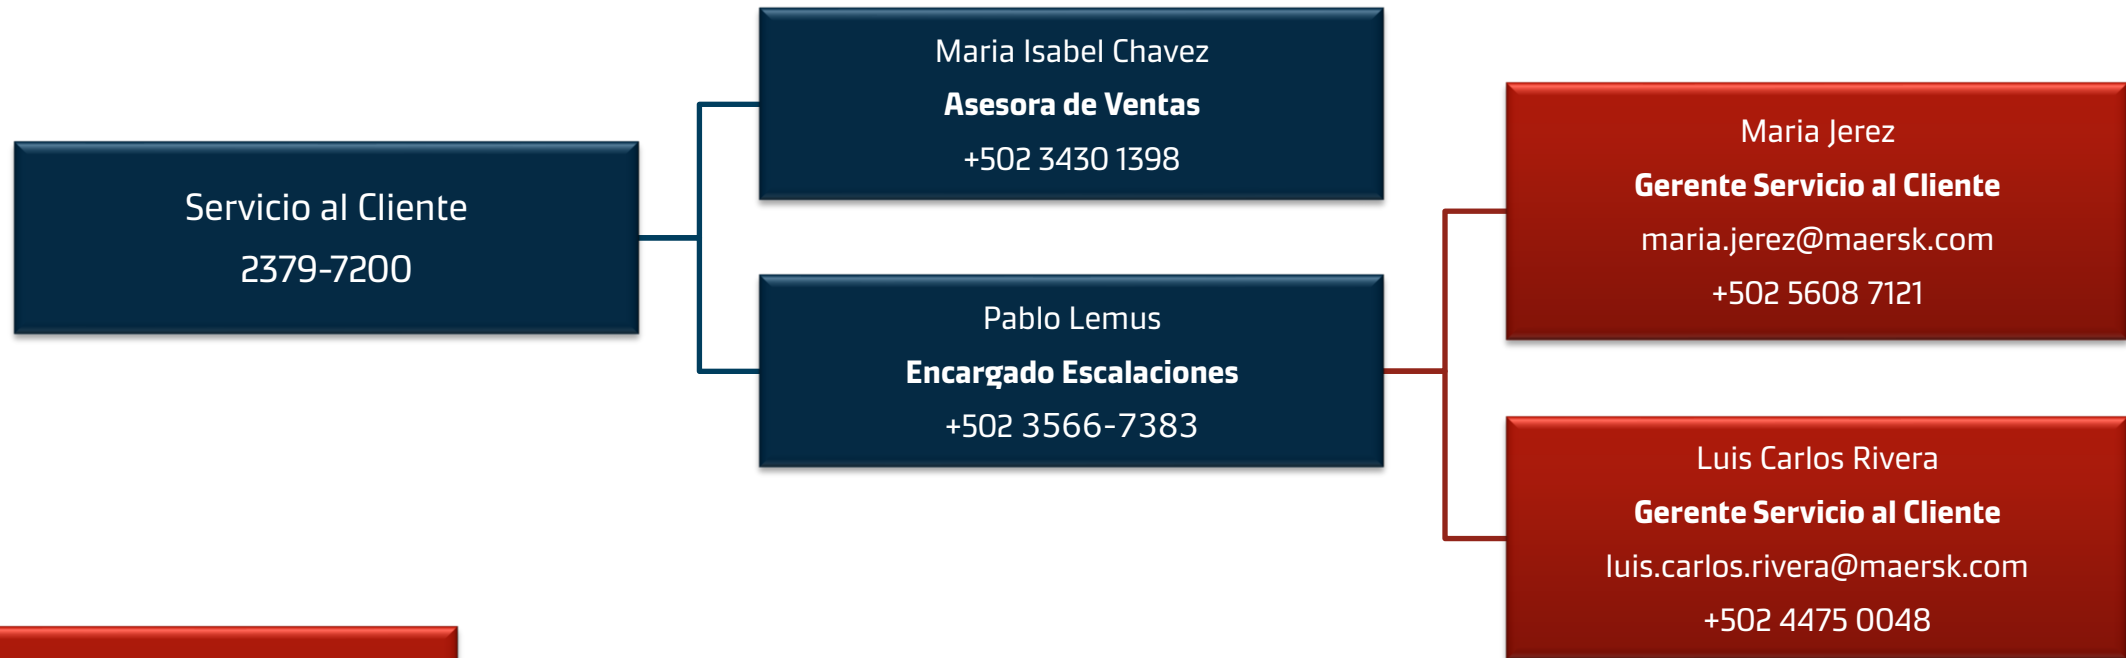 Servicio al Cliente
2379-7200
Maria Isabel Chavez
Asesora de Ventas
+502 3430 1398
Pablo Lemus
Encargado Escalaciones
+502 3566-7383
Maria Jerez
Gerente Servicio al Cliente
maria.jerez@maersk.com
+502 5608 7121
Luis Carlos Rivera
Gerente Servicio al Cliente
luis.carlos.rivera@maersk.com
+502 4475 0048